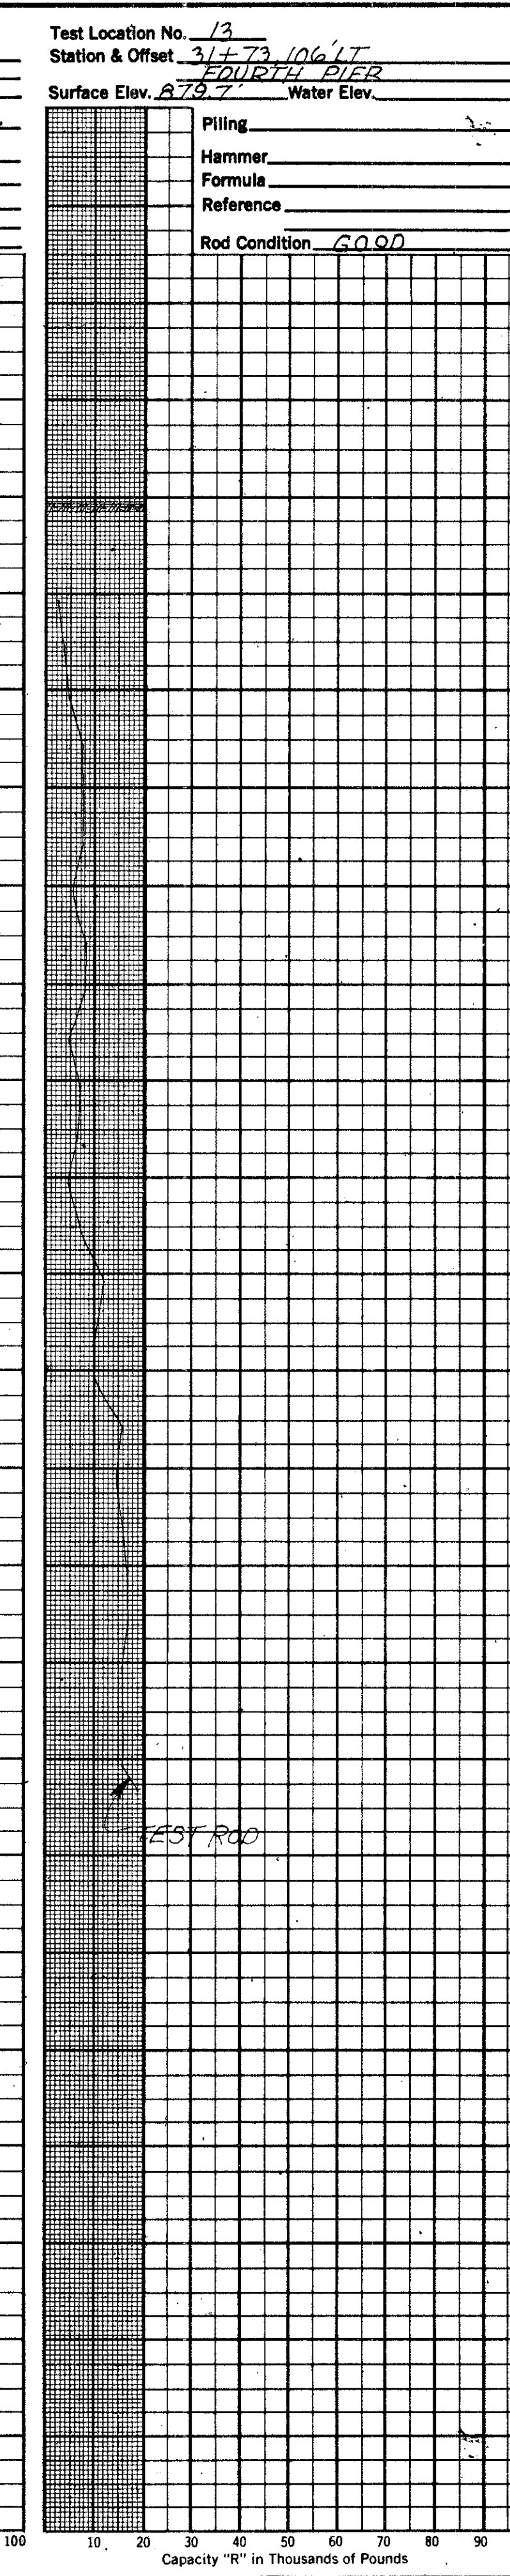 Test Location No. 13
Station & Offset 31+73, 106' LT
FOURTH PIER
Surface Elev. 879.7' Water Elev.
Piling
Hammer
Formula
Reference
Rod Condition GOOD
TEST ROD
100 10 20 30 40 50 60 70 80 90
Capacity "R" in Thousands of Pounds